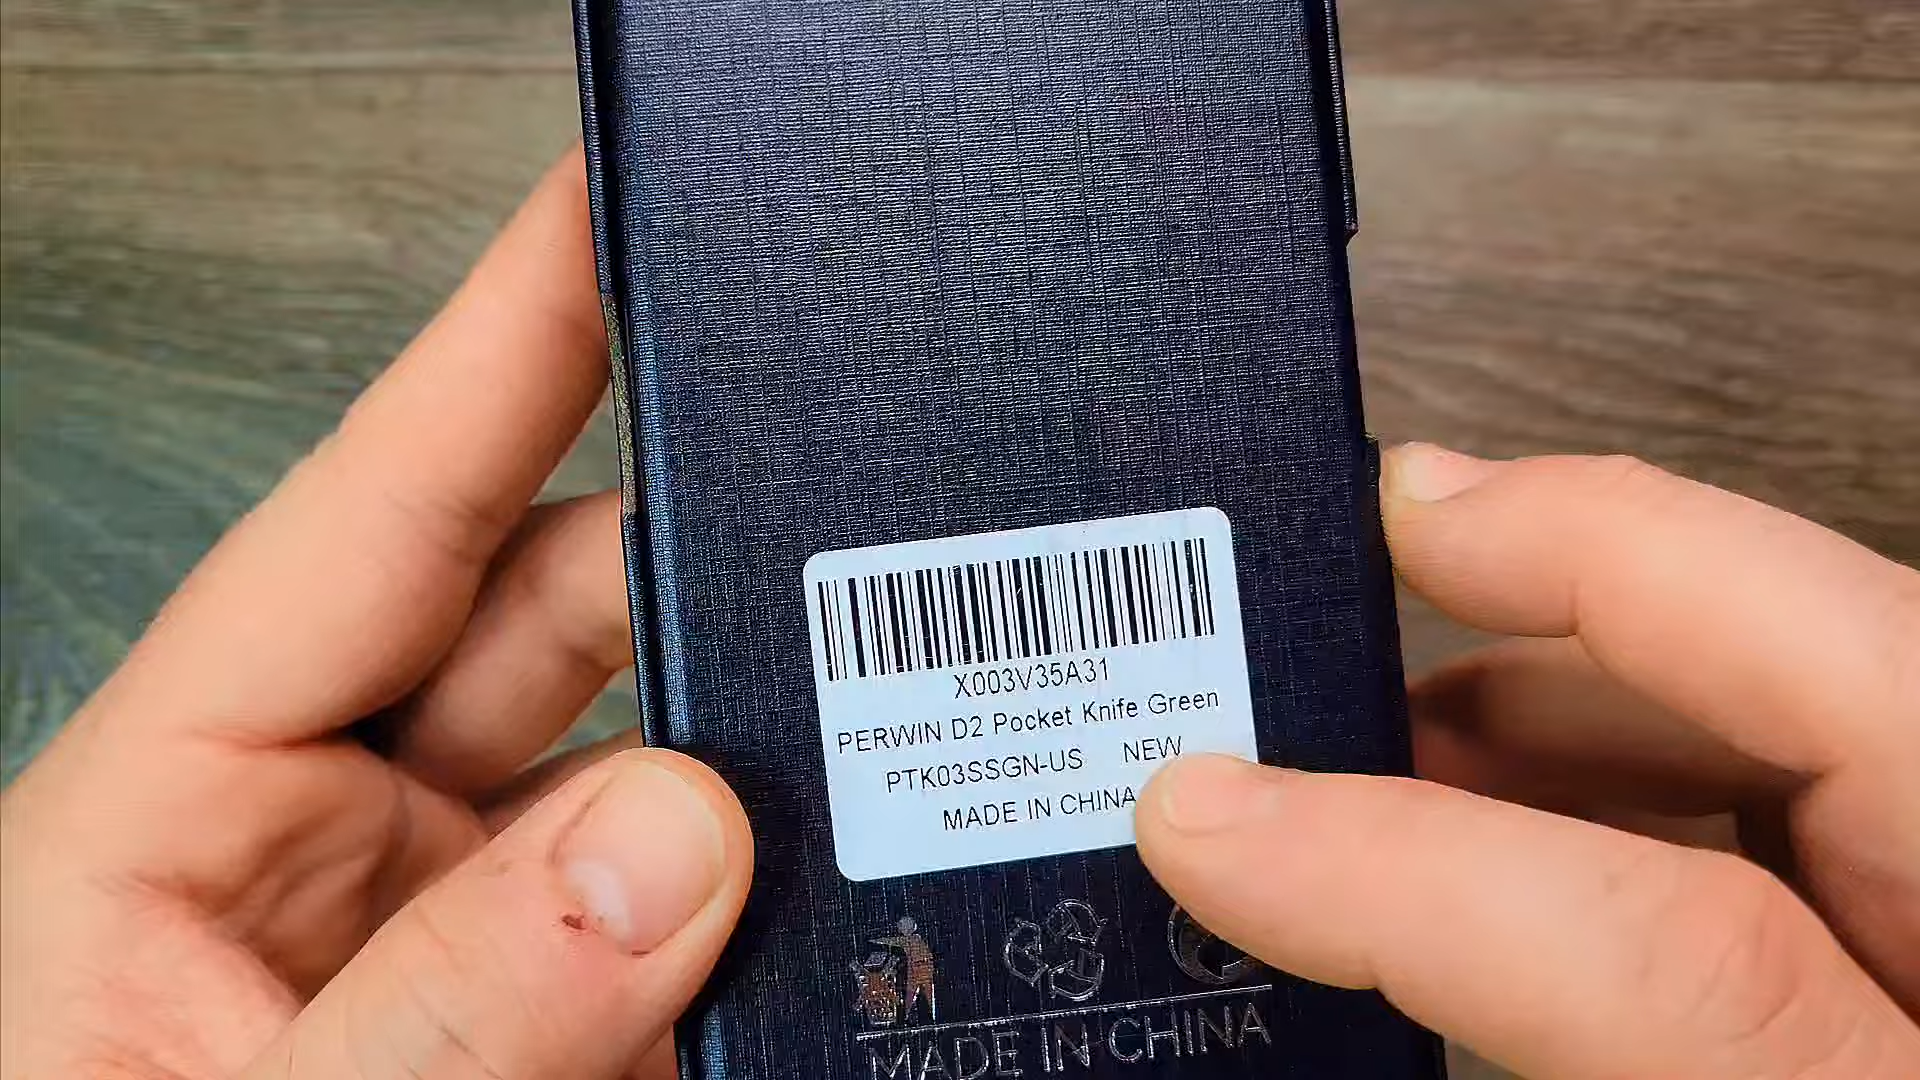 X003V35A31
PERWIN D2 Pocket Knife Green
PTK03SSGN-US NEW
MADE IN CHINA
MADE IN CHINA